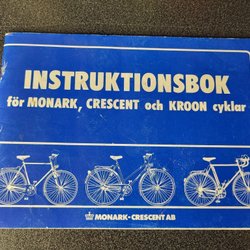 INSTRUKTIONSBOK
för MONARK, CRESCENT och KROON cyklar
MONARK-CRESCENT AB